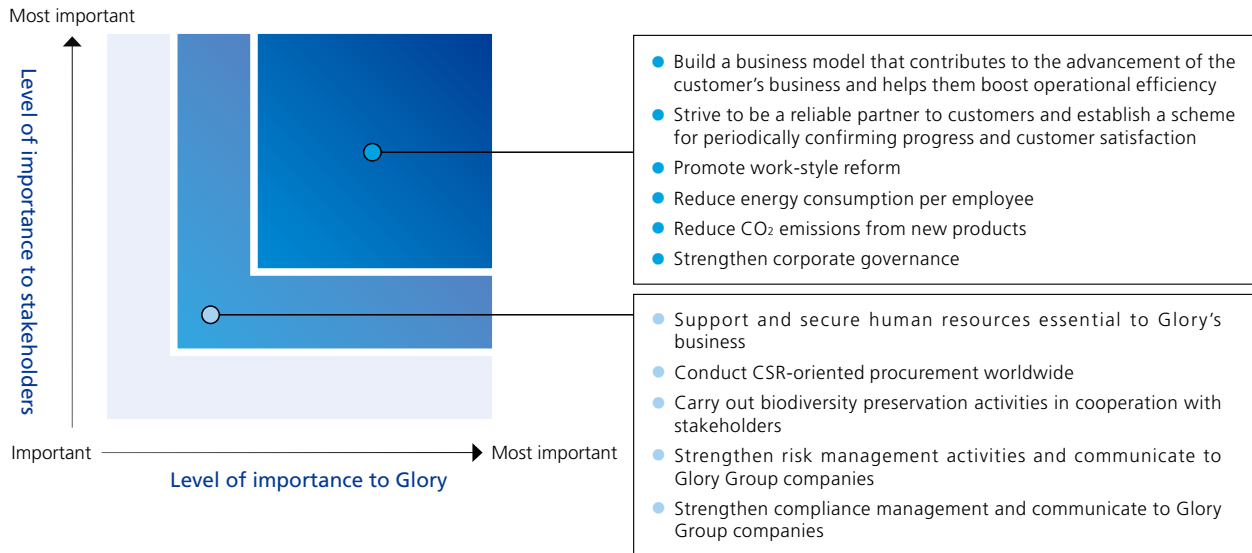 Most important
Level of importance to stakeholders
Important
Most important
Level of importance to Glory
Build a business model that contributes to the advancement of the
customer's business and helps them boost operational efficiency
Strive to be a reliable partner to customers and establish a scheme
for periodically confirming progress and customer satisfaction
Promote work-style reform
Reduce energy consumption per employee
Reduce CO₂ emissions from new products
Strengthen corporate governance
Support and secure human resources essential to Glory's
business
Conduct CSR-oriented procurement worldwide
Carry out biodiversity preservation activities in cooperation with
stakeholders
Strengthen risk management activities and communicate to
Glory Group companies
Strengthen compliance management and communicate to Glory
Group companies